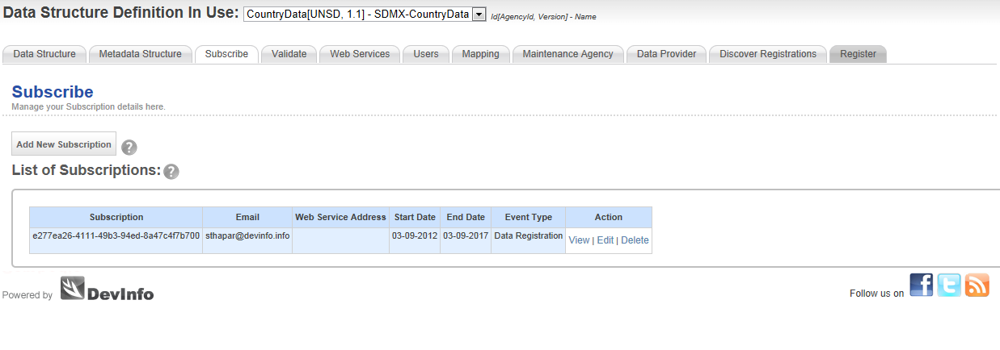 Data Structure Definition In Use: CountryData[UNSD, 1.1] - SDMX-CountryData Id[AgencyId, Version] - Name
Data Structure Metadata Structure Subscribe Validate Web Services Users Mapping Maintenance Agency Data Provider Discover Registrations Register
Subscribe
Manage your Subscription details here.
Add New Subscription ?
List of Subscriptions: ?
Subscription Email Web Service Address Start Date End Date Event Type Action
e277ea26-4111-49b3-94ed-8a47c4f7b700 sthapar@devinfo.info 03-09-2012 03-09-2017 Data Registration View | Edit | Delete
Powered by DevInfo Follow us on f t